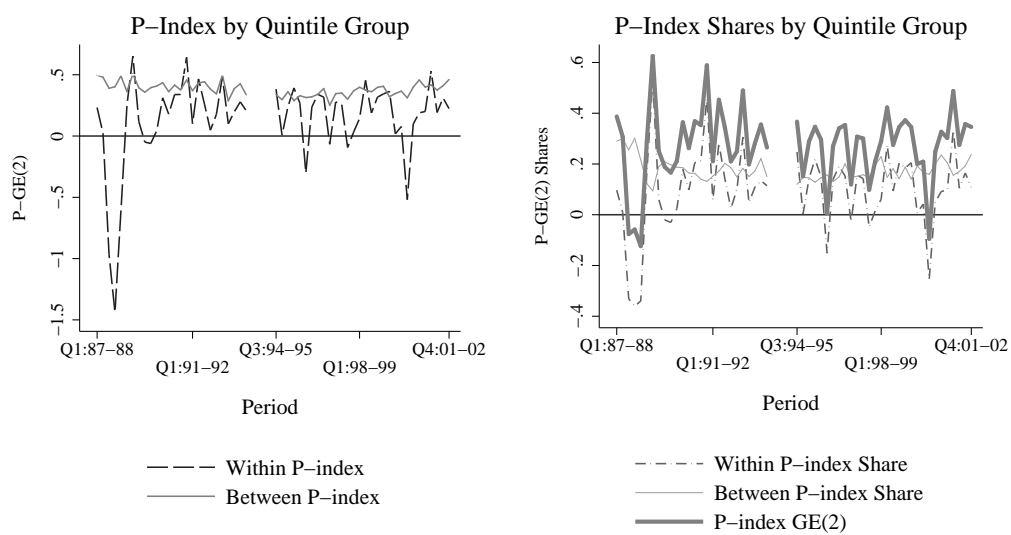 P–Index by Quintile Group
.5
0
–.5
–1
–1.5
P–GE(2)
Q1:87–88
Q3:94–95
Q4:01–02
Q1:91–92
Q1:98–99
Period
Within P–index
Between P–index
P–Index Shares by Quintile Group
.6
.4
.2
0
–.2
–.4
P–GE(2) Shares
Q1:87–88
Q3:94–95
Q4:01–02
Q1:91–92
Q1:98–99
Period
Within P–index Share
Between P–index Share
P–index GE(2)